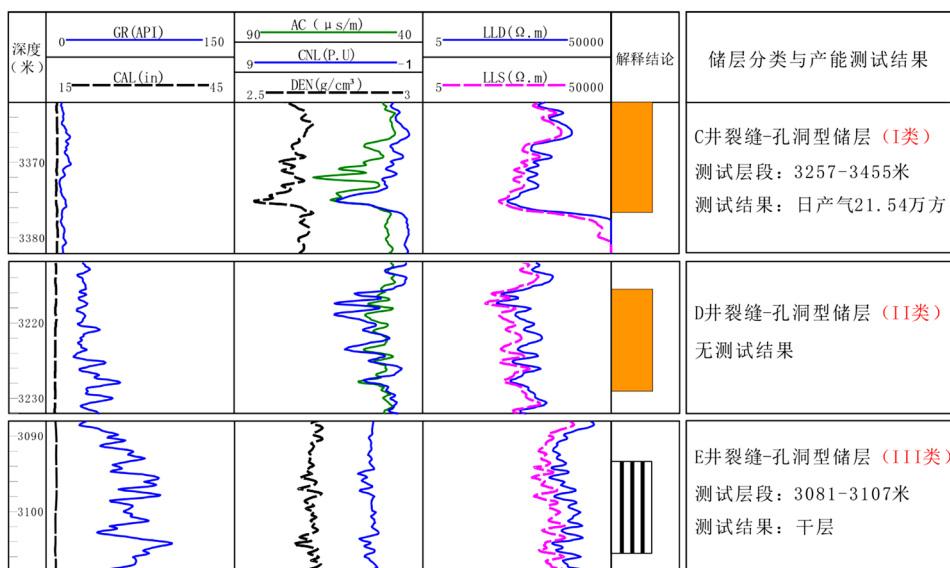 深度
(米)
GR(API)
0 150
CAL(in)
15 45
AC ( μs/m)
90 40
CNL(P.U)
9 -1
DEN(g/cm³)
2.5 3
LLD(Ω.m)
5 50000
LLS(Ω.m)
5 50000
解释结论
储层分类与产能测试结果
3370
3380
C井裂缝-孔洞型储层(I类)
测试层段: 3257-3455米
测试结果: 日产气21.54万方
3220
3230
D井裂缝-孔洞型储层(II类)
无测试结果
3090
3100
E井裂缝-孔洞型储层(III类)
测试层段: 3081-3107米
测试结果: 干层